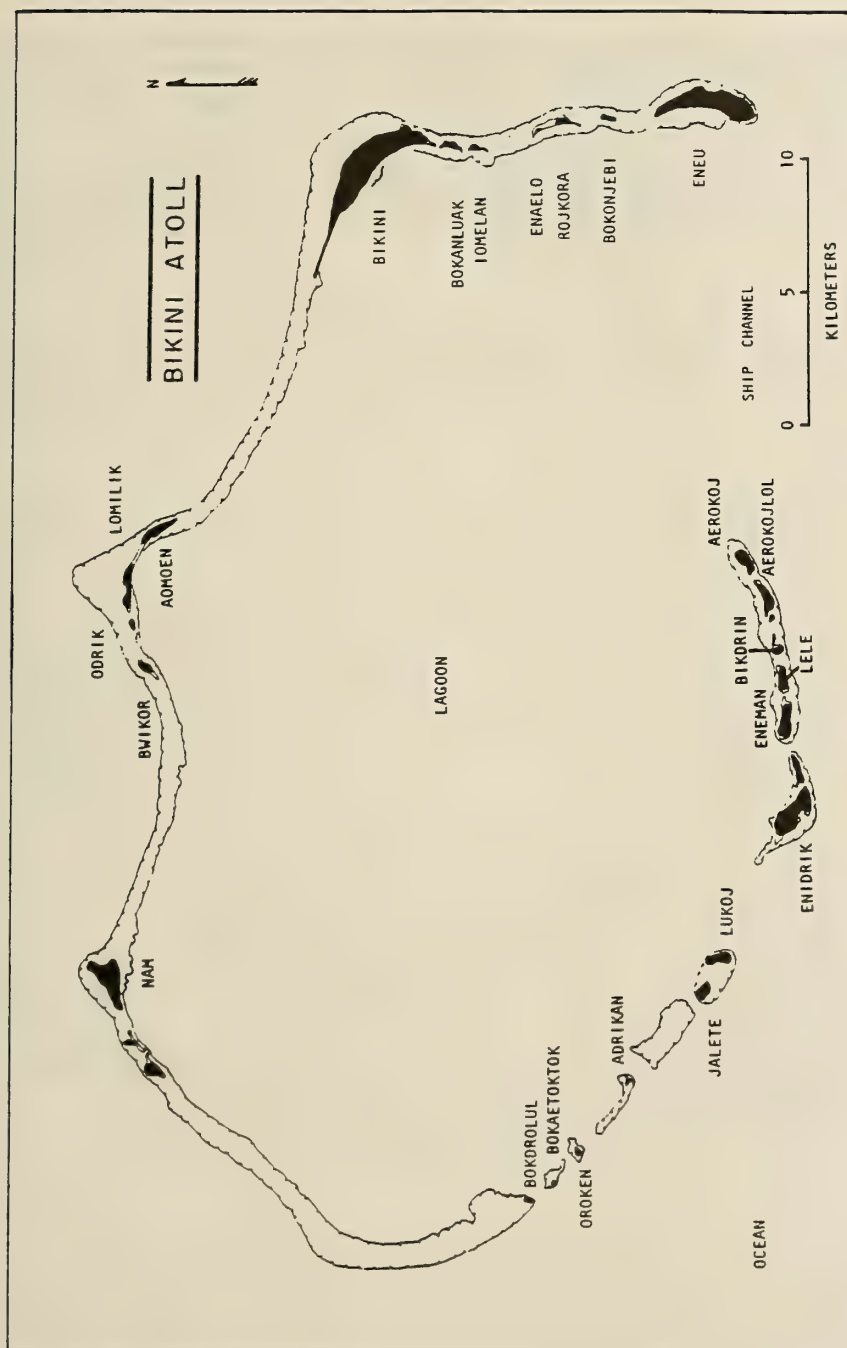 BIKINI ATOLL
N
LOMILIK
ODRIK
AOMOEN
BWIKOR
NAM
BIKINI
BOKANLUAK
IOMELAN
ENAELO
ROJKORA
BOKONJEBI
ENEU
LAGOON
SHIP CHANNEL
0 5 10
KILOMETERS
AEROKOJ
AEROKOJLOL
BIKDRIN
LELE
ENEMAN
ENIDRIK
LUKOJ
JALETE
ADRIKAN
BOKAETOKTOK
BOKDROLUL
OROKEN
OCEAN